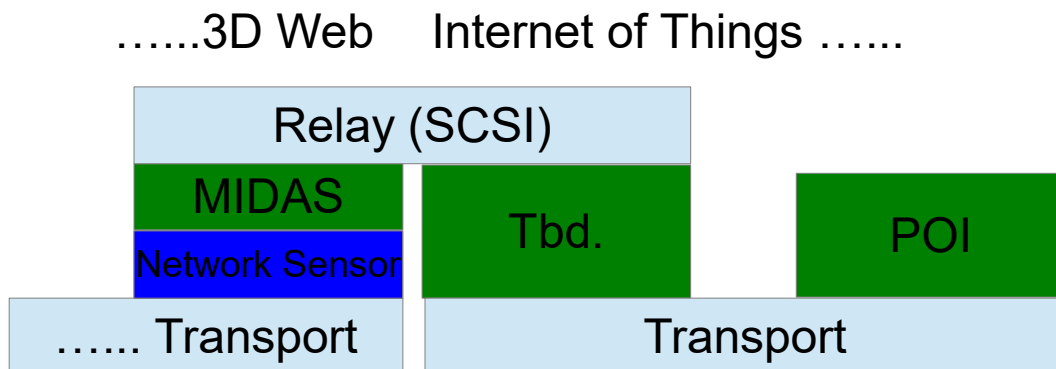 …...3D Web Internet of Things …...
Relay (SCSI)
MIDAS
Tbd.
POI
Network Sensor
…... Transport
Transport